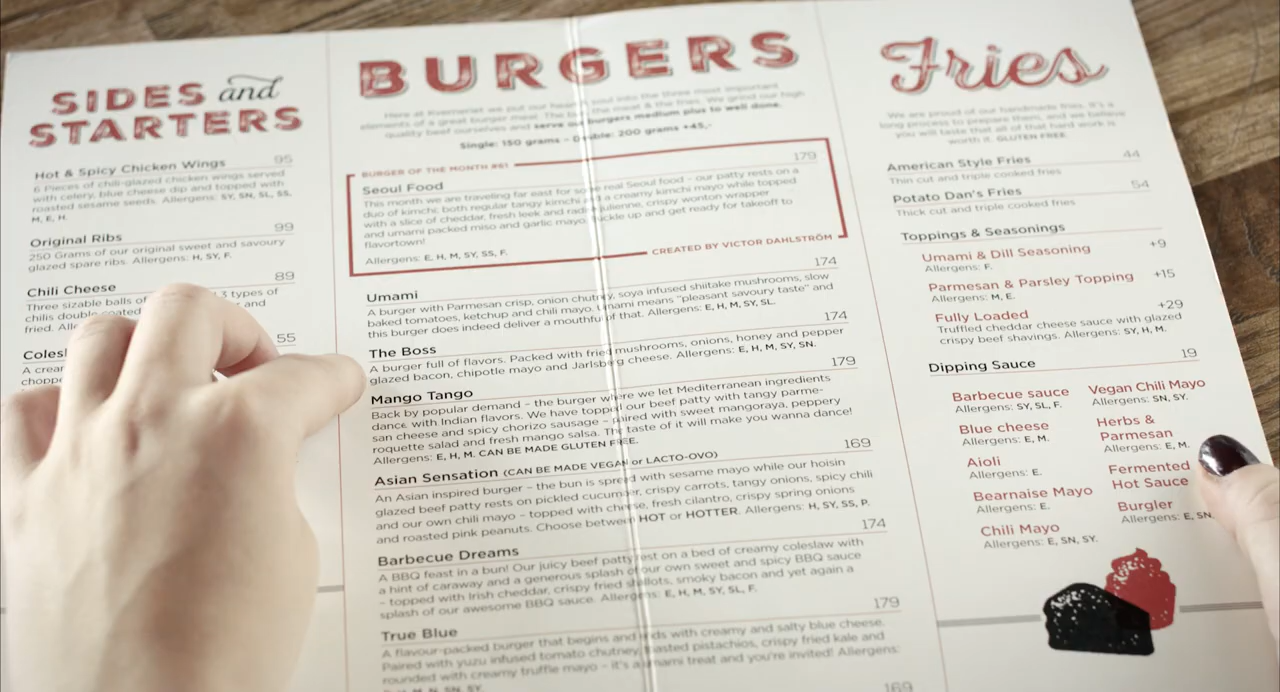 SIDES and
STARTERS
Hot & Spicy Chicken Wings 95
6 Pieces of chili-glazed chicken wings served
with celery, blue cheese dip and topped with
roasted sesame seeds. Allergens: SY, SN, SL, SS,
M, E, H.
Original Ribs 99
250 Grams of our original sweet and savoury
glazed spare ribs. Allergens: H, SY, F.
Chili Cheese 89
Three sizable balls of 3 types of
chilis double coated and
fried.
55
A
BURGERS
Here at we put our soul into the three most important
elements of a great burger meal: The the meat & the fries. We grind our high
quality beef ourselves and serve our burgers medium plus to well done.
Single: 150 grams – Double: 200 grams +45,-
BURGER OF THE MONTH #61
Seoul Food 179
This month we are traveling far east for some real Seoul food – our patty rests on a
duo of kimchi: both regular tangy kimchi and a creamy kimchi mayo while topped
with a slice of cheddar, fresh leek and radish julienne, crispy wonton wrapper
and umami packed miso and garlic mayo. Buckle up and get ready for takeoff to
flavortown!
Allergens: E, H, M, SY, SS, F.
CREATED BY VICTOR DAHLSTRÖM
Umami 174
A burger with Parmesan crisp, onion chutney, soya infused shiitake mushrooms, slow
baked tomatoes, ketchup and chili mayo. Umami means "pleasant savoury taste" and
this burger does indeed deliver a mouthful of that. Allergens: E, H, M, SY, SL.
The Boss 174
A burger full of flavors. Packed with fried mushrooms, onions, honey and pepper
glazed bacon, chipotle mayo and Jarlsberg cheese. Allergens: E, H, M, SY, SN.
Mango Tango 179
Back by popular demand – the burger where we let Mediterranean ingredients
dance with Indian flavors. We have topped our beef patty with tangy parme-
san cheese and spicy chorizo sausage – paired with sweet mangoraya, peppery
roquette salad and fresh mango salsa. The taste of it will make you wanna dance!
Allergens: E, H, M. CAN BE MADE GLUTEN FREE.
Asian Sensation (CAN BE MADE VEGAN or LACTO-OVO) 169
An Asian inspired burger – the bun is spread with sesame mayo while our hoisin
glazed beef patty rests on pickled cucumber, crispy carrots, tangy onions, spicy chili
and our own chili mayo – topped with cheese, fresh cilantro, crispy spring onions
and roasted pink peanuts. Choose between HOT or HOTTER. Allergens: H, SY, SS, P.
Barbecue Dreams 174
A BBQ feast in a bun! Our juicy beef patty rest on a bed of creamy coleslaw with
a hint of caraway and a generous splash of our own sweet and spicy BBQ sauce
– topped with Irish cheddar, crispy fried shallots, smoky bacon and yet again a
splash of our awesome BBQ sauce. Allergens: E, H, M, SY, SL, F.
True Blue 179
A flavour-packed burger that begins and ends with creamy and salty blue cheese.
Paired with yuzu infused tomato chutney, toasted pistachios, crispy fried kale and
rounded with creamy truffle mayo – it's a umami treat and you're invited! Allergens:
M, N, SN, SY.
169
Fries
We are proud of our handmade fries. It's a
long process to prepare them, and we believe
you will taste that all of that hard work is
worth it. GLUTEN FREE.
American Style Fries 44
Thin cut and triple cooked fries
Potato Dan's Fries 54
Thick cut and triple cooked fries
Toppings & Seasonings
Umami & Dill Seasoning +9
Allergens: F.
Parmesan & Parsley Topping +15
Allergens: M, E.
Fully Loaded +29
Truffled cheddar cheese sauce with glazed
crispy beef shavings. Allergens: SY, H, M.
Dipping Sauce 19
Barbecue sauce
Allergens: SY, SL, F.
Blue cheese
Allergens: E, M.
Aioli
Allergens: E.
Bearnaise Mayo
Allergens: E, M.
Chili Mayo
Allergens: E, SN, SY.
Vegan Chili Mayo
Allergens: SN, SY.
Herbs &
Parmesan
Allergens: E, M.
Fermented
Hot Sauce
Burgler
Allergens: E, SN,